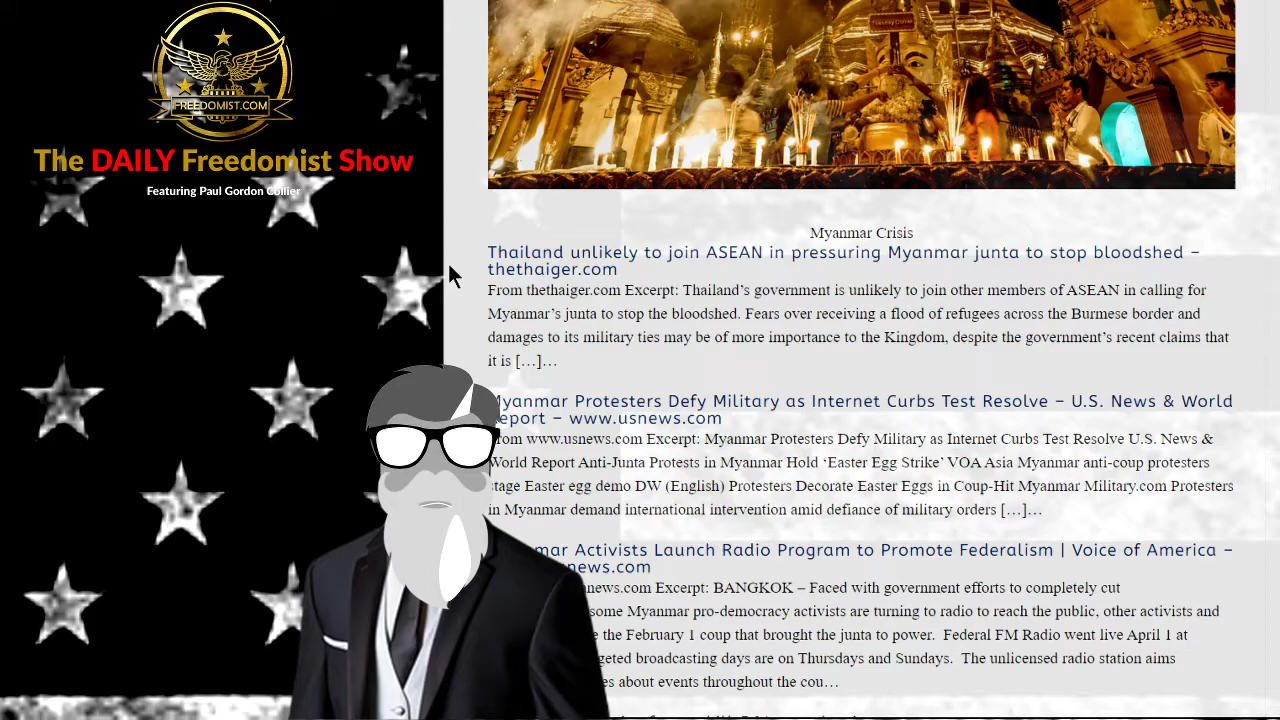 FREEDOMIST.COM
The DAILY Freedomist Show
Featuring Paul Gordon Collier
Myanmar Crisis
Thailand unlikely to join ASEAN in pressuring Myanmar junta to stop bloodshed –
thethaiger.com
From thethaiger.com Excerpt: Thailand’s government is unlikely to join other members of ASEAN in calling for
Myanmar’s junta to stop the bloodshed. Fears over receiving a flood of refugees across the Burmese border and
damages to its military ties may be of more importance to the Kingdom, despite the government’s recent claims that
it is […]…
Myanmar Protesters Defy Military as Internet Curbs Test Resolve – U.S. News & World
Report – www.usnews.com
From www.usnews.com Excerpt: Myanmar Protesters Defy Military as Internet Curbs Test Resolve U.S. News &
World Report Anti-Junta Protests in Myanmar Hold ‘Easter Egg Strike’ VOA Asia Myanmar anti-coup protesters
stage Easter egg demo DW (English) Protesters Decorate Easter Eggs in Coup-Hit Myanmar Military.com Protesters
in Myanmar demand international intervention amid defiance of military orders […]…
mar Activists Launch Radio Program to Promote Federalism | Voice of America –
news.com
news.com Excerpt: BANGKOK – Faced with government efforts to completely cut
some Myanmar pro-democracy activists are turning to radio to reach the public, other activists and
the February 1 coup that brought the junta to power. Federal FM Radio went live April 1 at
geted broadcasting days are on Thursdays and Sundays. The unlicensed radio station aims
es about events throughout the cou…